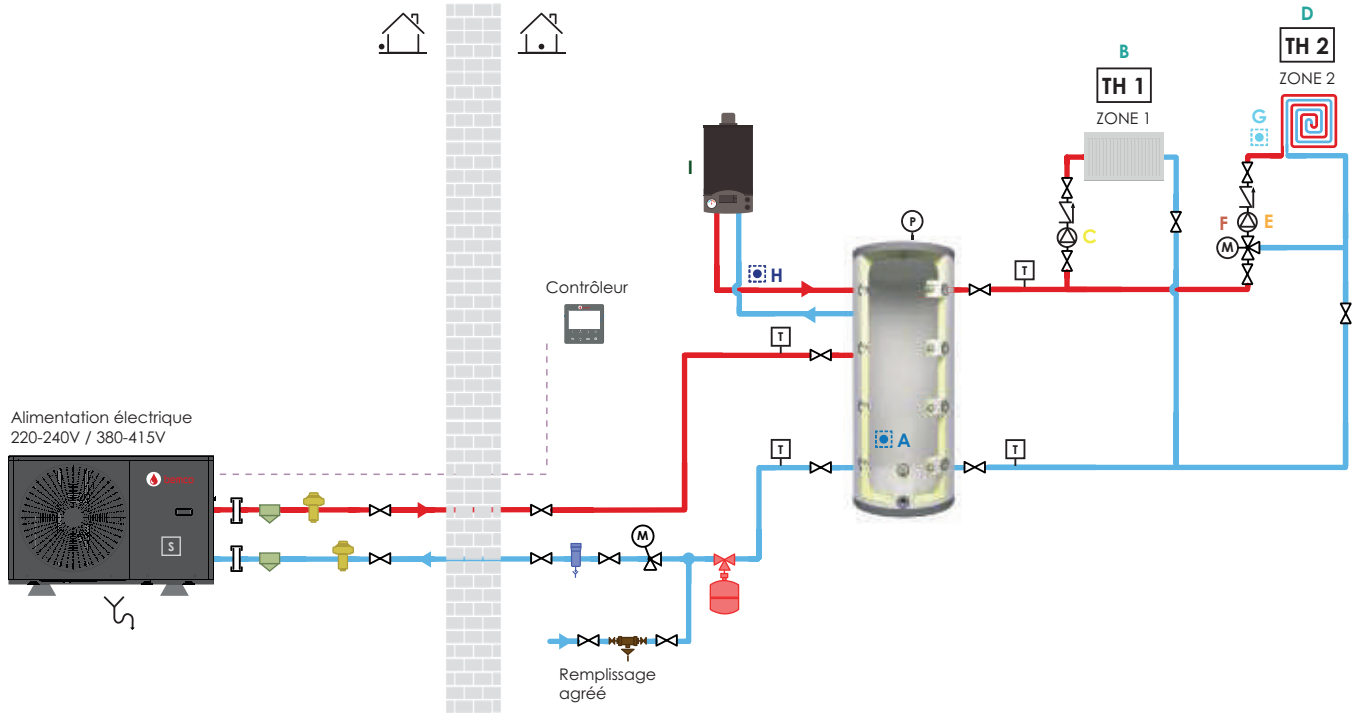 D
TH 2
ZONE 2
B
TH 1
ZONE 1
G
I
P
F
E
M
C
H
T
Contrôleur
T
Alimentation électrique
220-240V / 380-415V
A
T
T
S
M
Remplissage
agréé